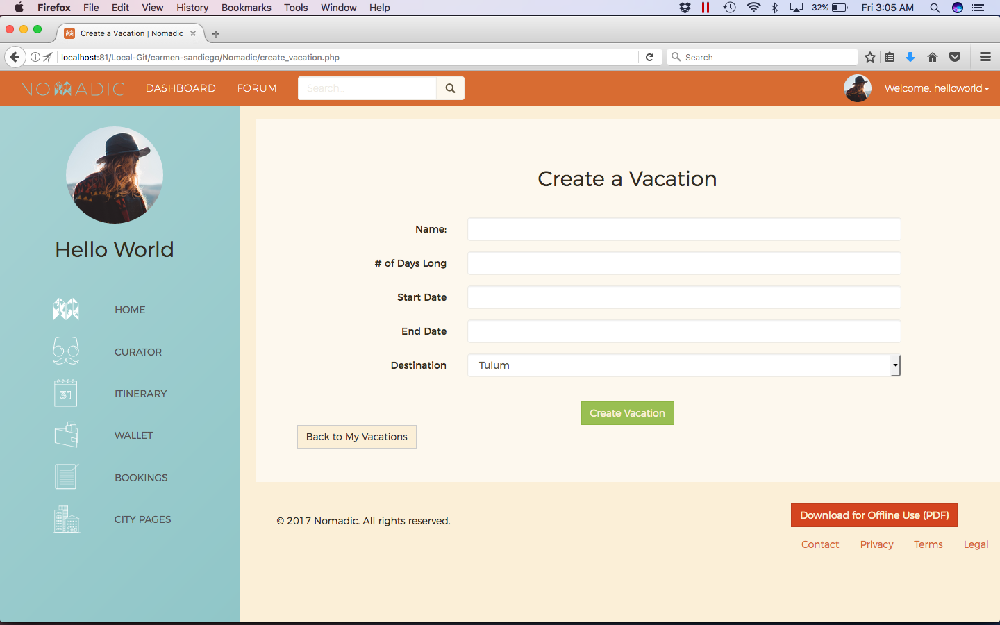 Firefox File Edit View History Bookmarks Tools Window Help 32% Fri 3:05 AM
Create a Vacation | Nomadic
localhost:81/Local-Git/carmen-sandiego/Nomadic/create_vacation.php Search
NOMADIC DASHBOARD FORUM Search... Welcome, helloworld
Hello World
HOME
CURATOR
31 ITINERARY
WALLET
BOOKINGS
CITY PAGES
Create a Vacation
Name:
# of Days Long
Start Date
End Date
Destination Tulum
Create Vacation
Back to My Vacations
© 2017 Nomadic. All rights reserved.
Download for Offline Use (PDF)
Contact Privacy Terms Legal